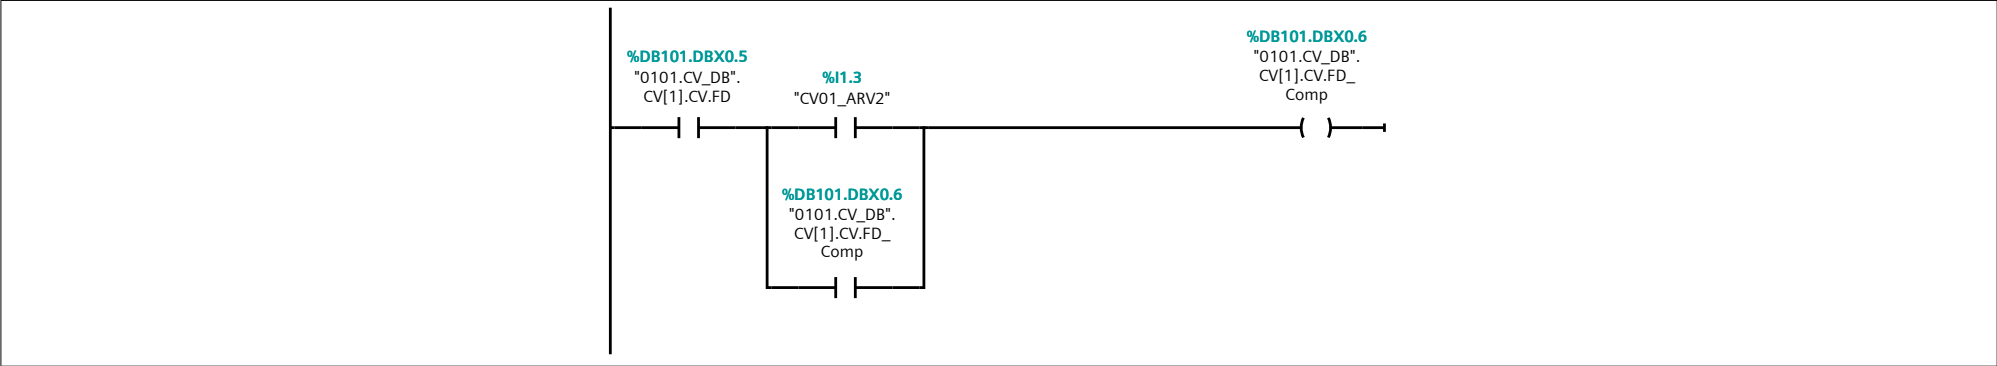 %DB101.DBX0.5
"0101.CV_DB".
CV[1].CV.FD
%I1.3
"CV01_ARV2"
%DB101.DBX0.6
"0101.CV_DB".
CV[1].CV.FD_
Comp
%DB101.DBX0.6
"0101.CV_DB".
CV[1].CV.FD_
Comp